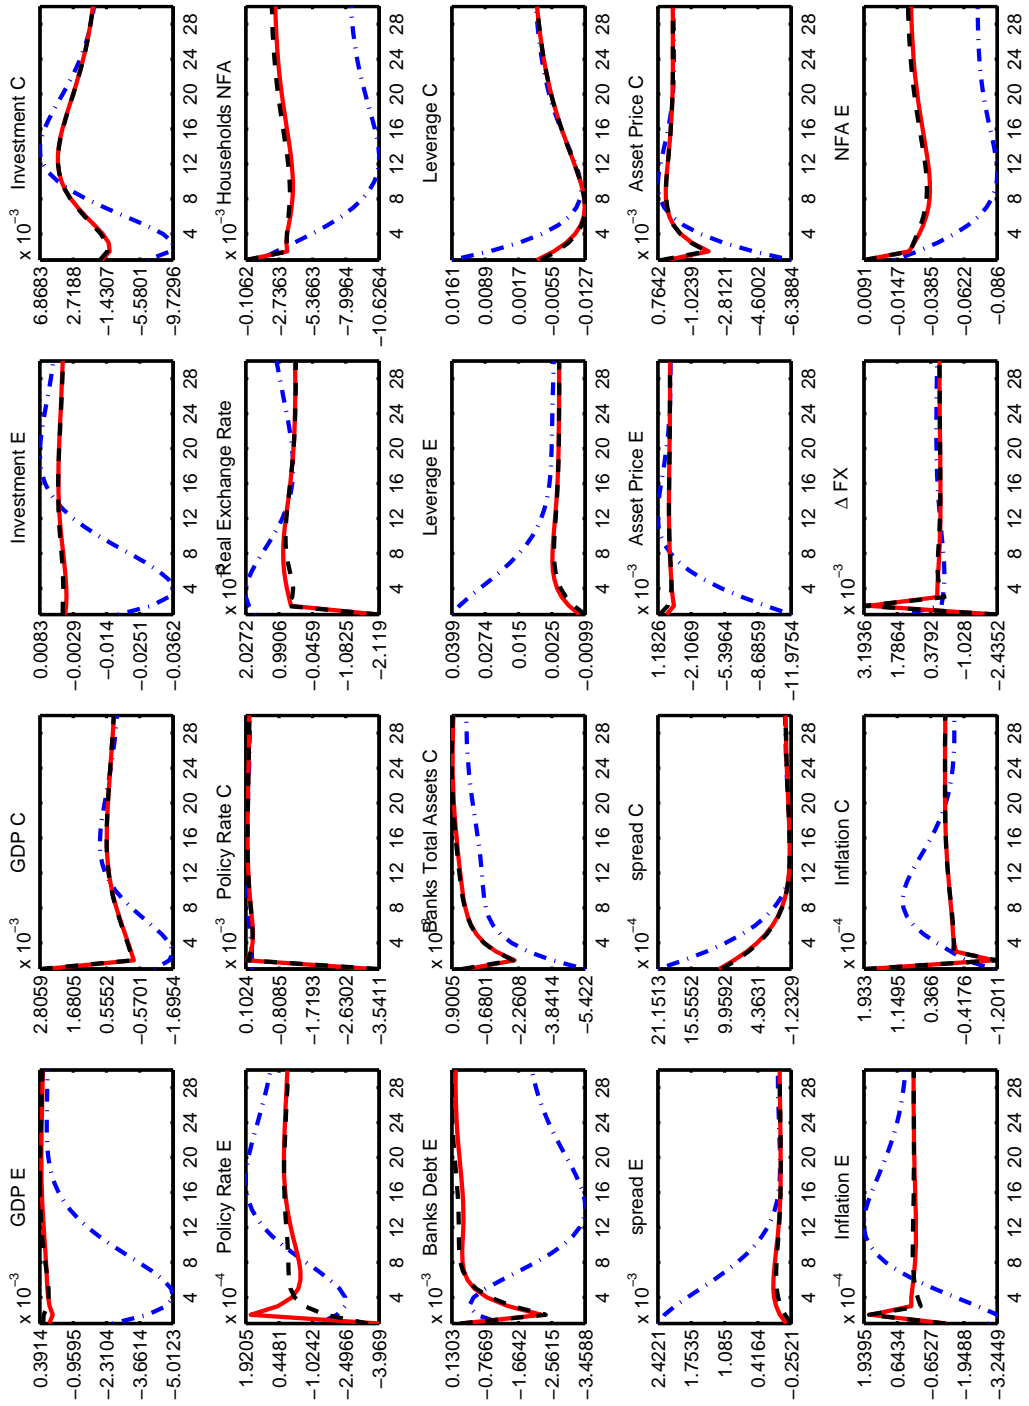 x 10⁻³ GDP E
0.3914
−0.9595
−2.3104
−3.6614
−5.0123
4 8 12 16 20 24 28
x 10⁻³ GDP C
2.8059
1.6805
0.5552
−0.5701
−1.6954
4 8 12 16 20 24 28
Investment E
0.0083
−0.0029
−0.014
−0.0251
−0.0362
4 8 12 16 20 24 28
x 10⁻³ Investment C
6.8683
2.7188
−1.4307
−5.5801
−9.7296
4 8 12 16 20 24 28
x 10⁻⁴ Policy Rate E
1.9205
0.4481
−1.0242
−2.4966
−3.969
4 8 12 16 20 24 28
x 10⁻³ Policy Rate C
0.1024
−0.8085
−1.7193
−2.6302
−3.5411
4 8 12 16 20 24 28
x 10 Real Exchange Rate
2.0272
0.9906
−0.0459
−1.0825
−2.119
4 8 12 16 20 24 28
x 10⁻³ Households NFA
−0.1062
−2.7363
−5.3663
−7.9964
−10.6264
4 8 12 16 20 24 28
x 10⁻³ Banks Debt E
0.1303
−0.7669
−1.6642
−2.5615
−3.4588
4 8 12 16 20 24 28
x 10 Banks Total Assets C
0.9005
−0.6801
−2.2608
−3.8414
−5.422
4 8 12 16 20 24 28
Leverage E
0.0399
0.0274
0.015
0.0025
−0.0099
4 8 12 16 20 24 28
Leverage C
0.0161
0.0089
0.0017
−0.0055
−0.0127
4 8 12 16 20 24 28
x 10⁻³ spread E
2.4221
1.7535
1.085
0.4164
−0.2521
4 8 12 16 20 24 28
x 10⁻⁴ spread C
21.1513
15.5552
9.9592
4.3631
−1.2329
4 8 12 16 20 24 28
x 10⁻³ Asset Price E
1.1826
−2.1069
−5.3964
−8.6859
−11.9754
4 8 12 16 20 24 28
x 10⁻³ Asset Price C
0.7642
−1.0239
−2.8121
−4.6002
−6.3884
4 8 12 16 20 24 28
x 10⁻⁴ Inflation E
1.9395
0.6434
−0.6527
−1.9488
−3.2449
4 8 12 16 20 24 28
x 10⁻⁴ Inflation C
1.933
1.1495
0.366
−0.4176
−1.2011
4 8 12 16 20 24 28
x 10⁻³ Δ FX
3.1936
1.7864
0.3792
−1.028
−2.4352
4 8 12 16 20 24 28
NFA E
0.0091
−0.0147
−0.0385
−0.0622
−0.086
4 8 12 16 20 24 28